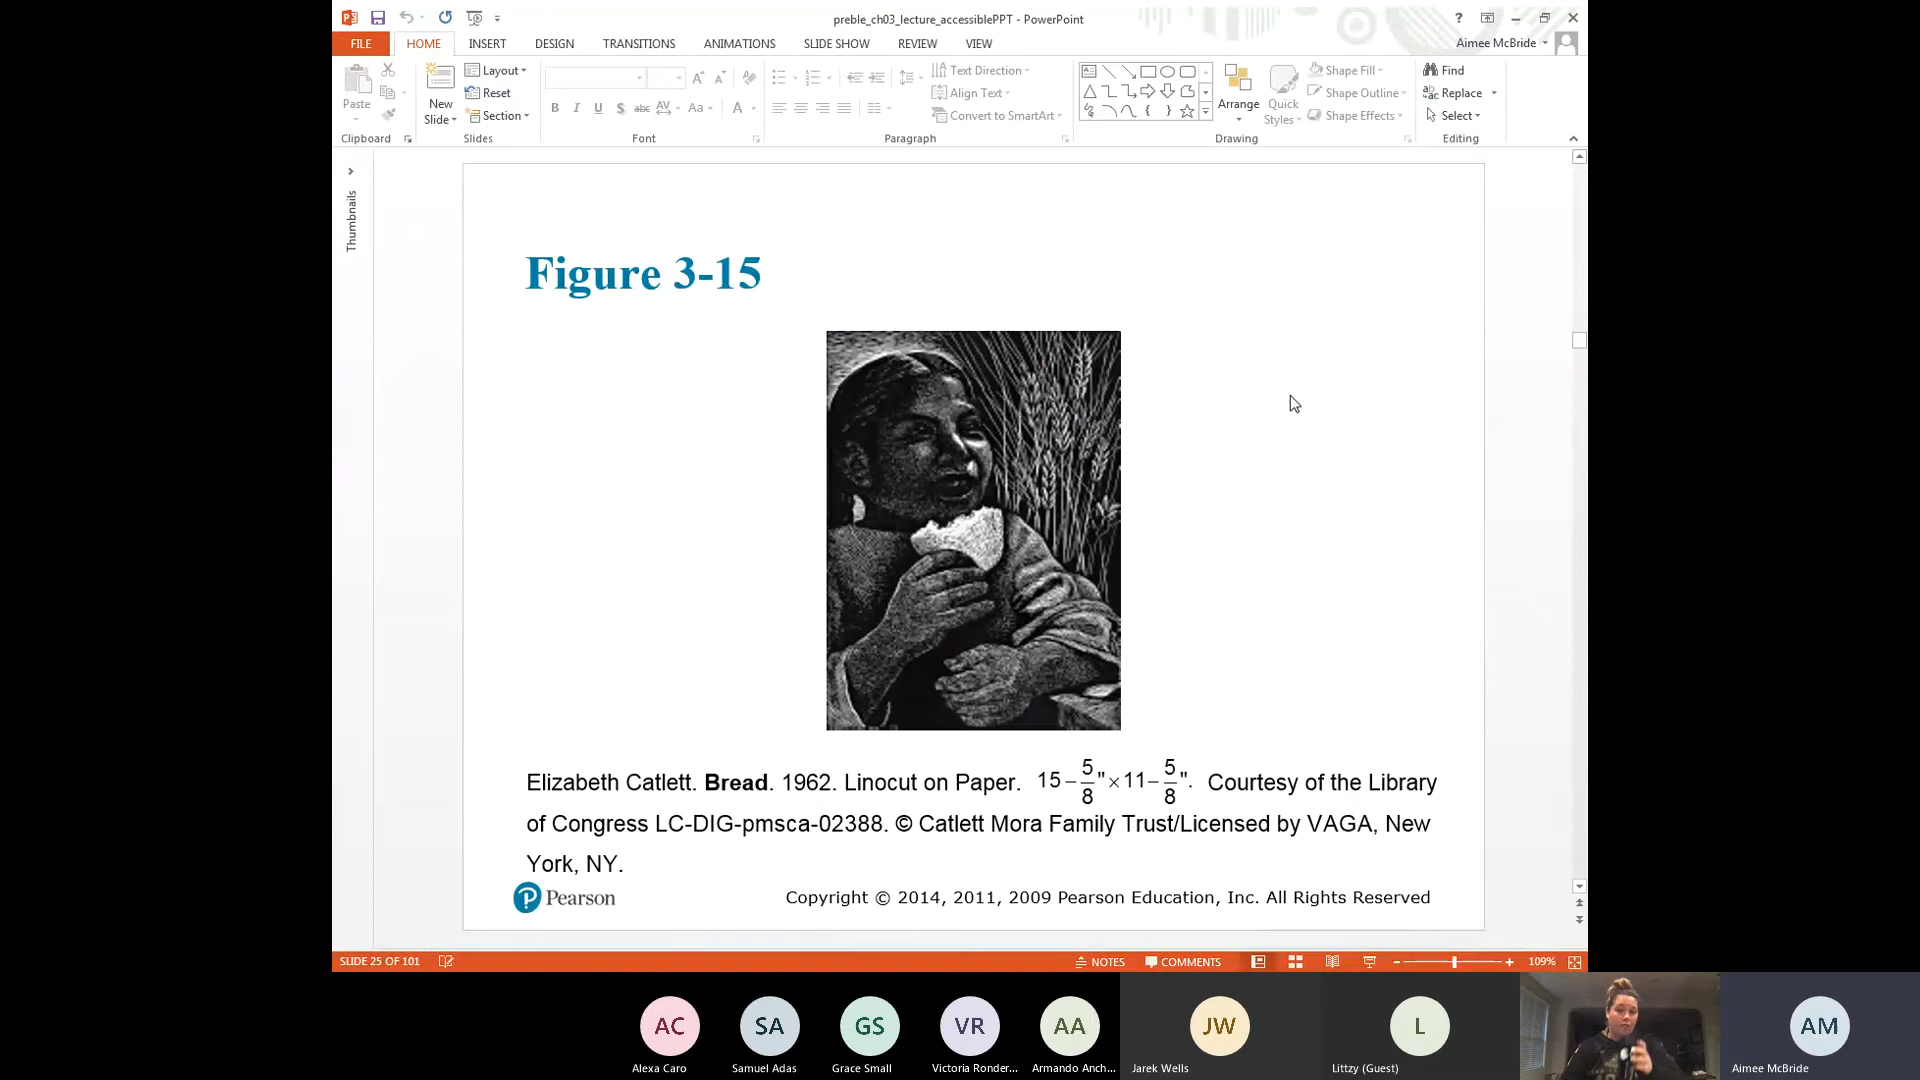 preble_ch03_lecture_accessiblePPT - PowerPoint
?
FILE
HOME
INSERT
DESIGN
TRANSITIONS
ANIMATIONS
SLIDE SHOW
REVIEW
VIEW
Aimee McBride
Paste
Clipboard
New
Slide
Layout
Reset
Section
Slides
B I U S abc AV Aa A
Font
Text Direction
Align Text
Convert to SmartArt
Paragraph
Arrange
Quick
Styles
Shape Fill
Shape Outline
Shape Effects
Drawing
Find
Replace
Select
Editing
Thumbnails
Figure 3-15
Elizabeth Catlett. Bread. 1962. Linocut on Paper. 15–5/8"×11–5/8". Courtesy of the Library
of Congress LC-DIG-pmsca-02388. © Catlett Mora Family Trust/Licensed by VAGA, New
York, NY.
Pearson
Copyright © 2014, 2011, 2009 Pearson Education, Inc. All Rights Reserved
SLIDE 25 OF 101
NOTES
COMMENTS
109%
AC
SA
GS
VR
AA
JW
L
AM
Alexa Caro
Samuel Adas
Grace Small
Victoria Ronder...
Armando Anch...
Jarek Wells
Littzy (Guest)
Aimee McBride